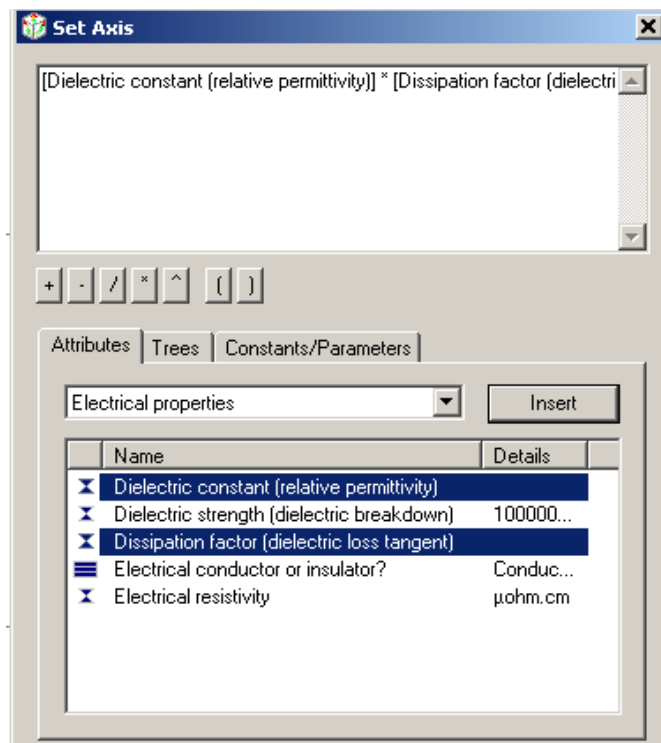 Set Axis
[Dielectric constant (relative permittivity)] * [Dissipation factor (dielectri
+ - / * ^ ( )
Attributes Trees Constants/Parameters
Electrical properties Insert
Name Details
Dielectric constant (relative permittivity)
Dielectric strength (dielectric breakdown) 100000...
Dissipation factor (dielectric loss tangent)
Electrical conductor or insulator? Conduc...
Electrical resistivity µohm.cm